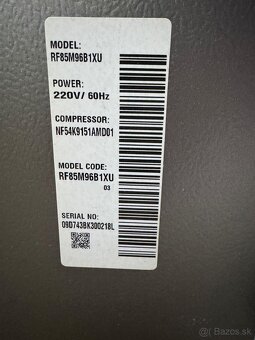 MODEL:
RF85M96B1XU
POWER:
220V/ 60Hz
COMPRESSOR:
NF54K9151AMD01
MODEL CODE:
RF85M96B1XU
03
SERIAL NO:
09D743BK300218L
bazos.sk